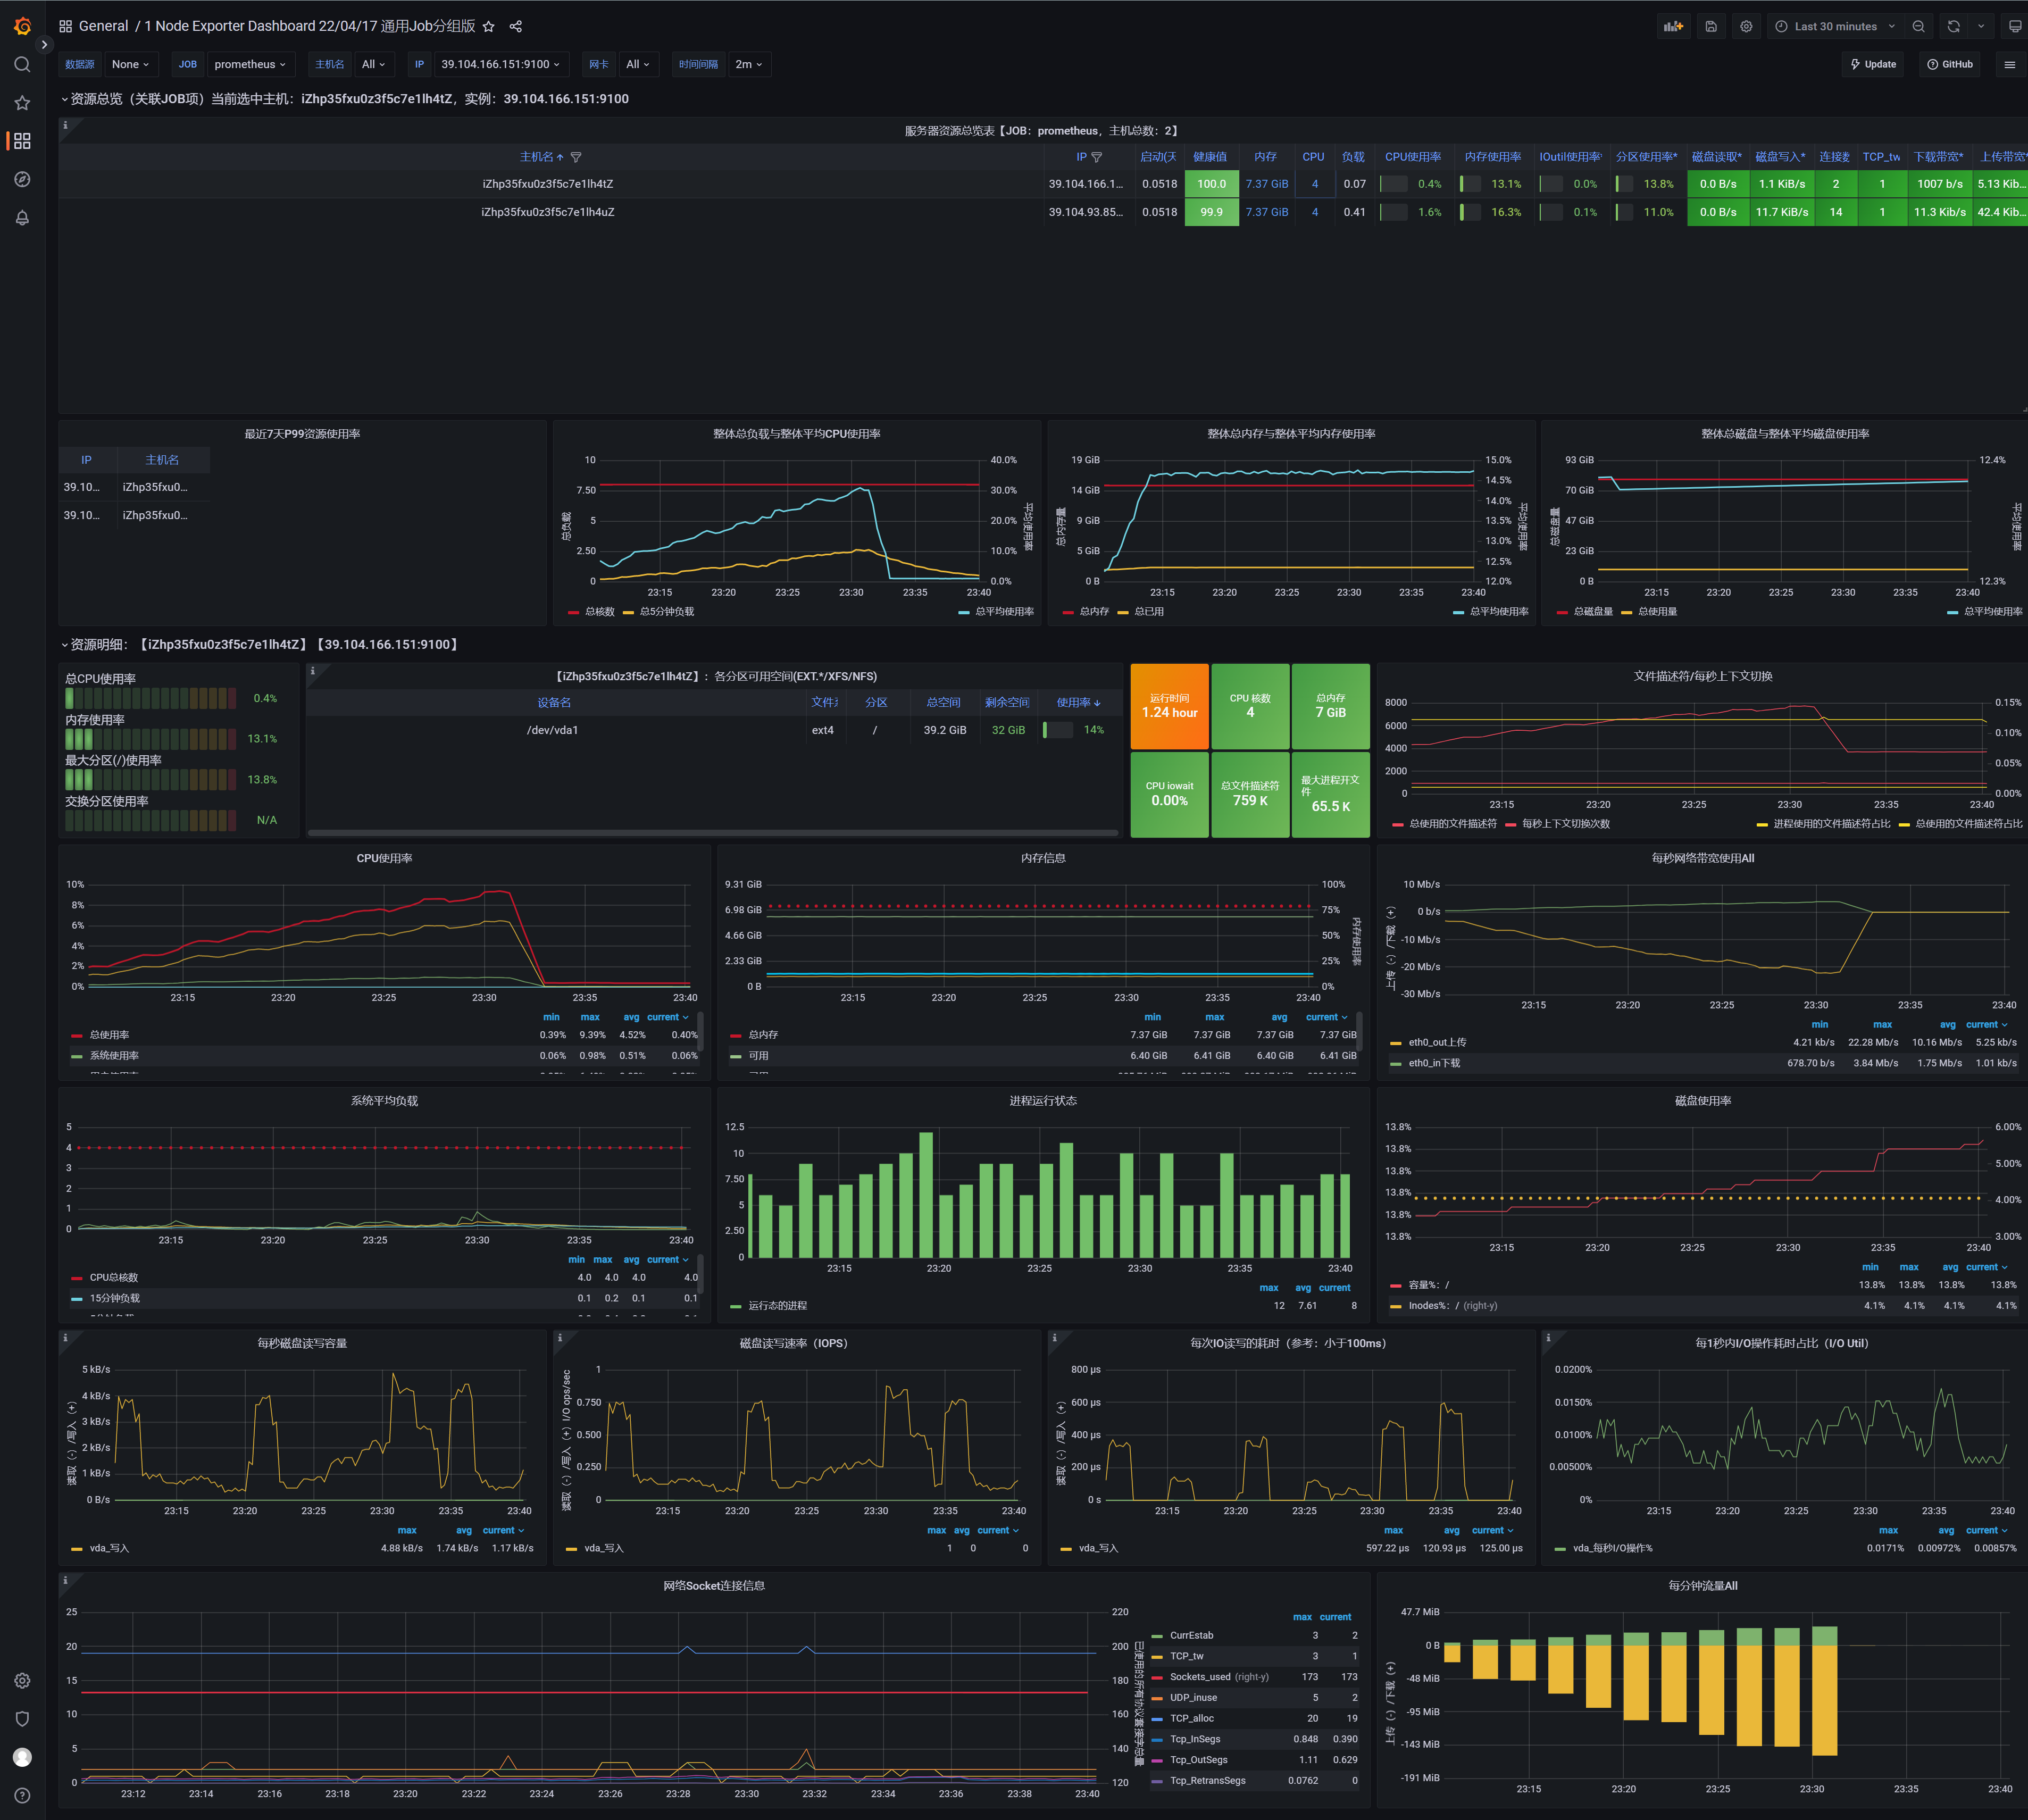 General / 1 Node Exporter Dashboard 22/04/17 通用Job分组版
Last 30 minutes
数据源 None JOB prometheus 主机名 All IP 39.104.166.151:9100 网卡 All 时间间隔 2m Update GitHub
资源总览（关联JOB项）当前选中主机：iZhp35fxu0z3f5c7e1lh4tZ，实例：39.104.166.151:9100
服务器资源总览表【JOB：prometheus，主机总数：2】
主机名 IP 启动(天 健康值 内存 CPU 负载 CPU使用率 内存使用率 IOutil使用率 分区使用率* 磁盘读取* 磁盘写入* 连接数 TCP_tw 下载带宽* 上传带宽*
iZhp35fxu0z3f5c7e1lh4tZ 39.104.166.1... 0.0518 100.0 7.37 GiB 4 0.07 0.4% 13.1% 0.0% 13.8% 0.0 B/s 1.1 KiB/s 2 1 1007 b/s 5.13 Kib...
iZhp35fxu0z3f5c7e1lh4uZ 39.104.93.85... 0.0518 99.9 7.37 GiB 4 0.41 1.6% 16.3% 0.1% 11.0% 0.0 B/s 11.7 KiB/s 14 1 11.3 Kib/s 42.4 Kib...
最近7天P99资源使用率
IP 主机名
39.10... iZhp35fxu0...
39.10... iZhp35fxu0...
整体总负载与整体平均CPU使用率
总负载
10
7.50
5
2.50
0
40.0%
30.0%
20.0%
10.0%
0.0%
平均使用率
23:15 23:20 23:25 23:30 23:35 23:40
总核数 总5分钟负载 总平均使用率
整体总内存与整体平均内存使用率
总内存量
19 GiB
14 GiB
9 GiB
5 GiB
0 B
15.0%
14.5%
14.0%
13.5%
13.0%
12.5%
12.0%
平均使用率
23:15 23:20 23:25 23:30 23:35 23:40
总内存 总已用 总平均使用率
整体总磁盘与整体平均磁盘使用率
总磁盘量
93 GiB
70 GiB
47 GiB
23 GiB
0 B
12.4%
12.3%
平均使用率
23:15 23:20 23:25 23:30 23:35 23:40
总磁盘量 总使用量 总平均使用率
资源明细：【iZhp35fxu0z3f5c7e1lh4tZ】【39.104.166.151:9100】
总CPU使用率
0.4%
内存使用率
13.1%
最大分区(/)使用率
13.8%
交换分区使用率
N/A
【iZhp35fxu0z3f5c7e1lh4tZ】：各分区可用空间(EXT.*/XFS/NFS)
设备名 文件系 分区 总空间 剩余空间 使用率
/dev/vda1 ext4 / 39.2 GiB 32 GiB 14%
运行时间
1.24 hour
CPU 核数
4
总内存
7 GiB
CPU iowait
0.00%
总文件描述符
759 K
最大进程开文件
65.5 K
文件描述符/每秒上下文切换
8000
6000
4000
2000
0
0.15%
0.10%
0.05%
0.00%
23:15 23:20 23:25 23:30 23:35 23:40
总使用的文件描述符 每秒上下文切换次数 进程使用的文件描述符占比 总使用的文件描述符占比
CPU使用率
10%
8%
6%
4%
2%
0%
23:15 23:20 23:25 23:30 23:35 23:40
min max avg current
总使用率 0.39% 9.39% 4.52% 0.40%
系统使用率 0.06% 0.98% 0.51% 0.06%
内存信息
9.31 GiB
6.98 GiB
4.66 GiB
2.33 GiB
0 B
100%
75%
50%
25%
0%
内存使用率
23:15 23:20 23:25 23:30 23:35 23:40
min max avg current
总内存 7.37 GiB 7.37 GiB 7.37 GiB 7.37 GiB
可用 6.40 GiB 6.41 GiB 6.40 GiB 6.41 GiB
每秒网络带宽使用All
上传（-）/下载（+）
10 Mb/s
0 b/s
-10 Mb/s
-20 Mb/s
-30 Mb/s
23:15 23:20 23:25 23:30 23:35 23:40
min max avg current
eth0_out上传 4.21 kb/s 22.28 Mb/s 10.16 Mb/s 5.25 kb/s
eth0_in下载 678.70 b/s 3.84 Mb/s 1.75 Mb/s 1.01 kb/s
系统平均负载
5
4
3
2
1
0
23:15 23:20 23:25 23:30 23:35 23:40
min max avg current
CPU总核数 4.0 4.0 4.0 4.0
15分钟负载 0.1 0.2 0.1 0.1
进程运行状态
12.5
10
7.50
5
2.50
0
23:15 23:20 23:25 23:30 23:35 23:40
max avg current
运行态的进程 12 7.61 8
磁盘使用率
13.8%
13.8%
13.8%
13.8%
13.8%
13.8%
6.00%
5.00%
4.00%
3.00%
23:15 23:20 23:25 23:30 23:35 23:40
min max avg current
容量%：/ 13.8% 13.8% 13.8% 13.8%
Inodes%：/ (right-y) 4.1% 4.1% 4.1% 4.1%
每秒磁盘读写容量
读取（-）/写入（+）
5 kB/s
4 kB/s
3 kB/s
2 kB/s
1 kB/s
0 B/s
23:15 23:20 23:25 23:30 23:35 23:40
max avg current
vda_写入 4.88 kB/s 1.74 kB/s 1.17 kB/s
磁盘读写速率（IOPS）
读取（-）/写入（+）I/O ops/sec
1
0.750
0.500
0.250
0
23:15 23:20 23:25 23:30 23:35 23:40
max avg current
vda_写入 1 0 0
每次IO读写的耗时（参考：小于100ms）
读取（-）/写入（+）
800 µs
600 µs
400 µs
200 µs
0 s
23:15 23:20 23:25 23:30 23:35 23:40
max avg current
vda_写入 597.22 µs 120.93 µs 125.00 µs
每1秒内I/O操作耗时占比（I/O Util）
0.0200%
0.0150%
0.0100%
0.00500%
0%
23:15 23:20 23:25 23:30 23:35 23:40
max avg current
vda_每秒I/O操作% 0.0171% 0.00972% 0.00857%
网络Socket连接信息
25
20
15
10
5
0
220
200
180
160
140
120
已使用的所有协议套接字总量
23:12 23:14 23:16 23:18 23:20 23:22 23:24 23:26 23:28 23:30 23:32 23:34 23:36 23:38 23:40
max current
CurrEstab 3 2
TCP_tw 3 1
Sockets_used (right-y) 173 173
UDP_inuse 5 2
TCP_alloc 20 19
Tcp_InSegs 0.848 0.390
Tcp_OutSegs 1.11 0.629
Tcp_RetransSegs 0.0762 0
每分钟流量All
上传（-）/下载（+）
47.7 MiB
0 B
-48 MiB
-95 MiB
-143 MiB
-191 MiB
23:15 23:20 23:25 23:30 23:35 23:40